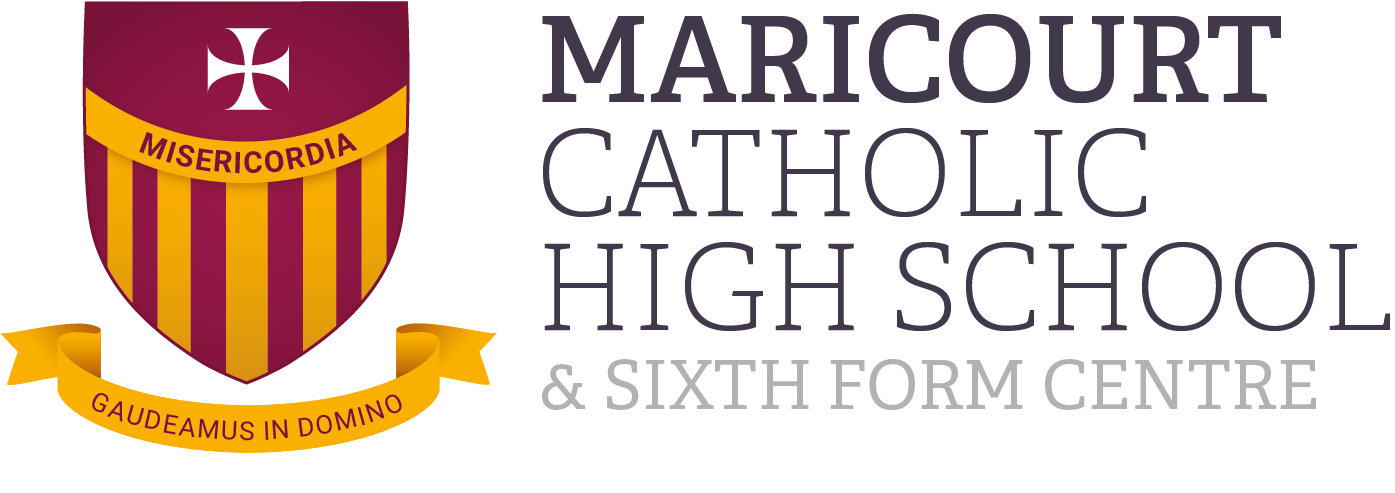 MISERICORDIA
GAUDEAMUS IN DOMINO
MARICOURT
CATHOLIC
HIGH SCHOOL
& SIXTH FORM CENTRE